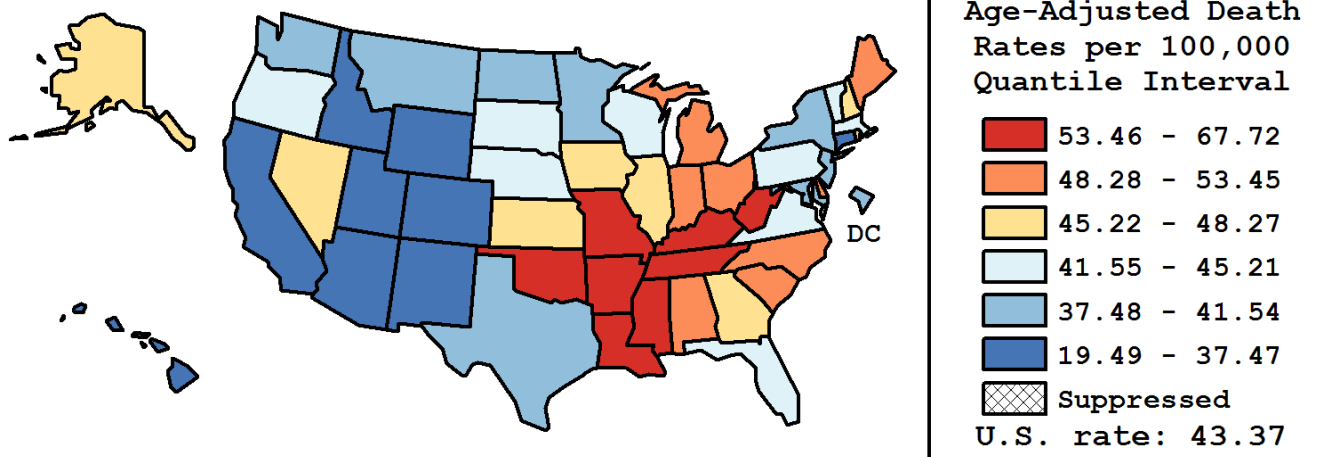 Age-Adjusted Death
Rates per 100,000
Quantile Interval
53.46 - 67.72
48.28 - 53.45
45.22 - 48.27
41.55 - 45.21
37.48 - 41.54
19.49 - 37.47
Suppressed
U.S. rate: 43.37
DC